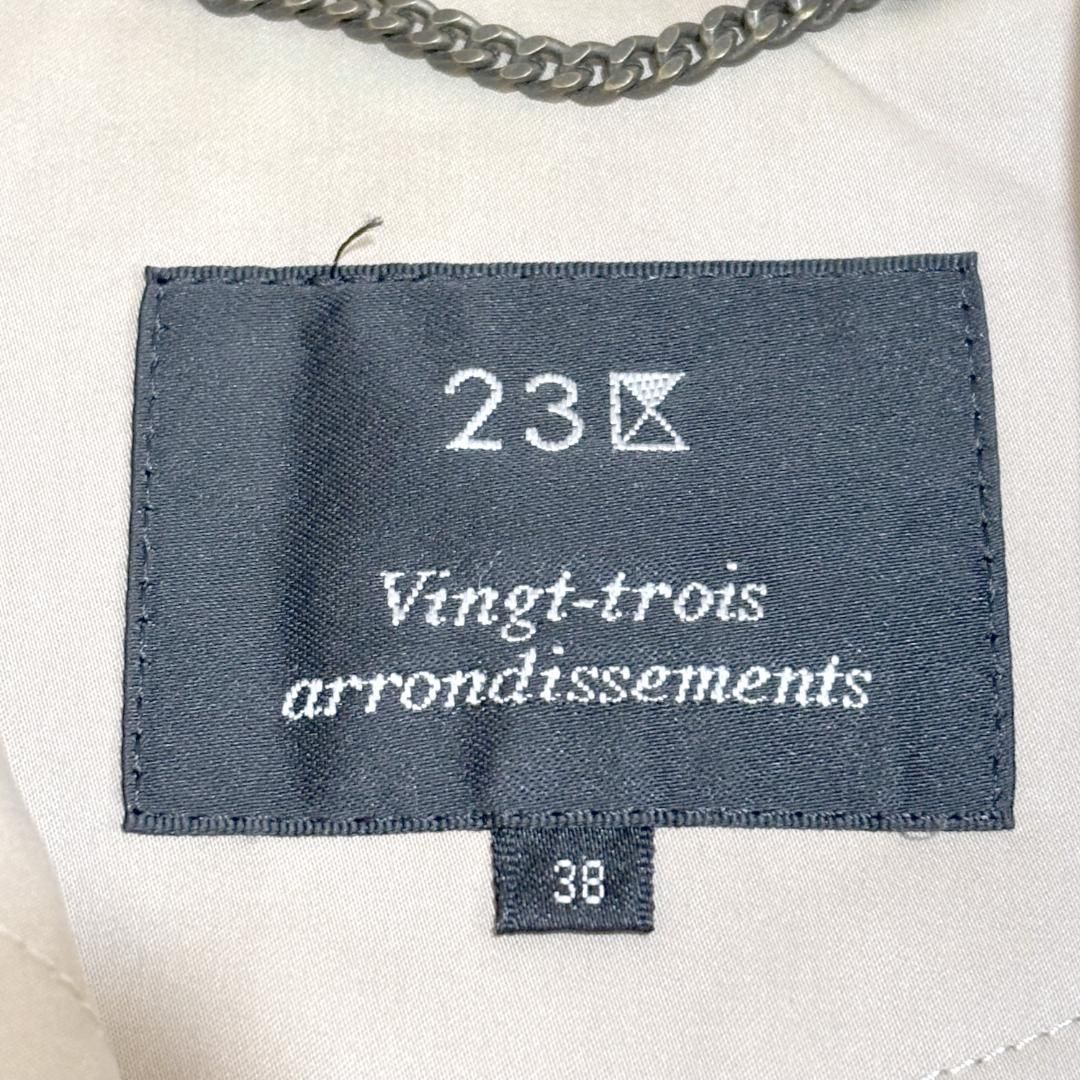 23区
Vingt-trois
arrondissements
38